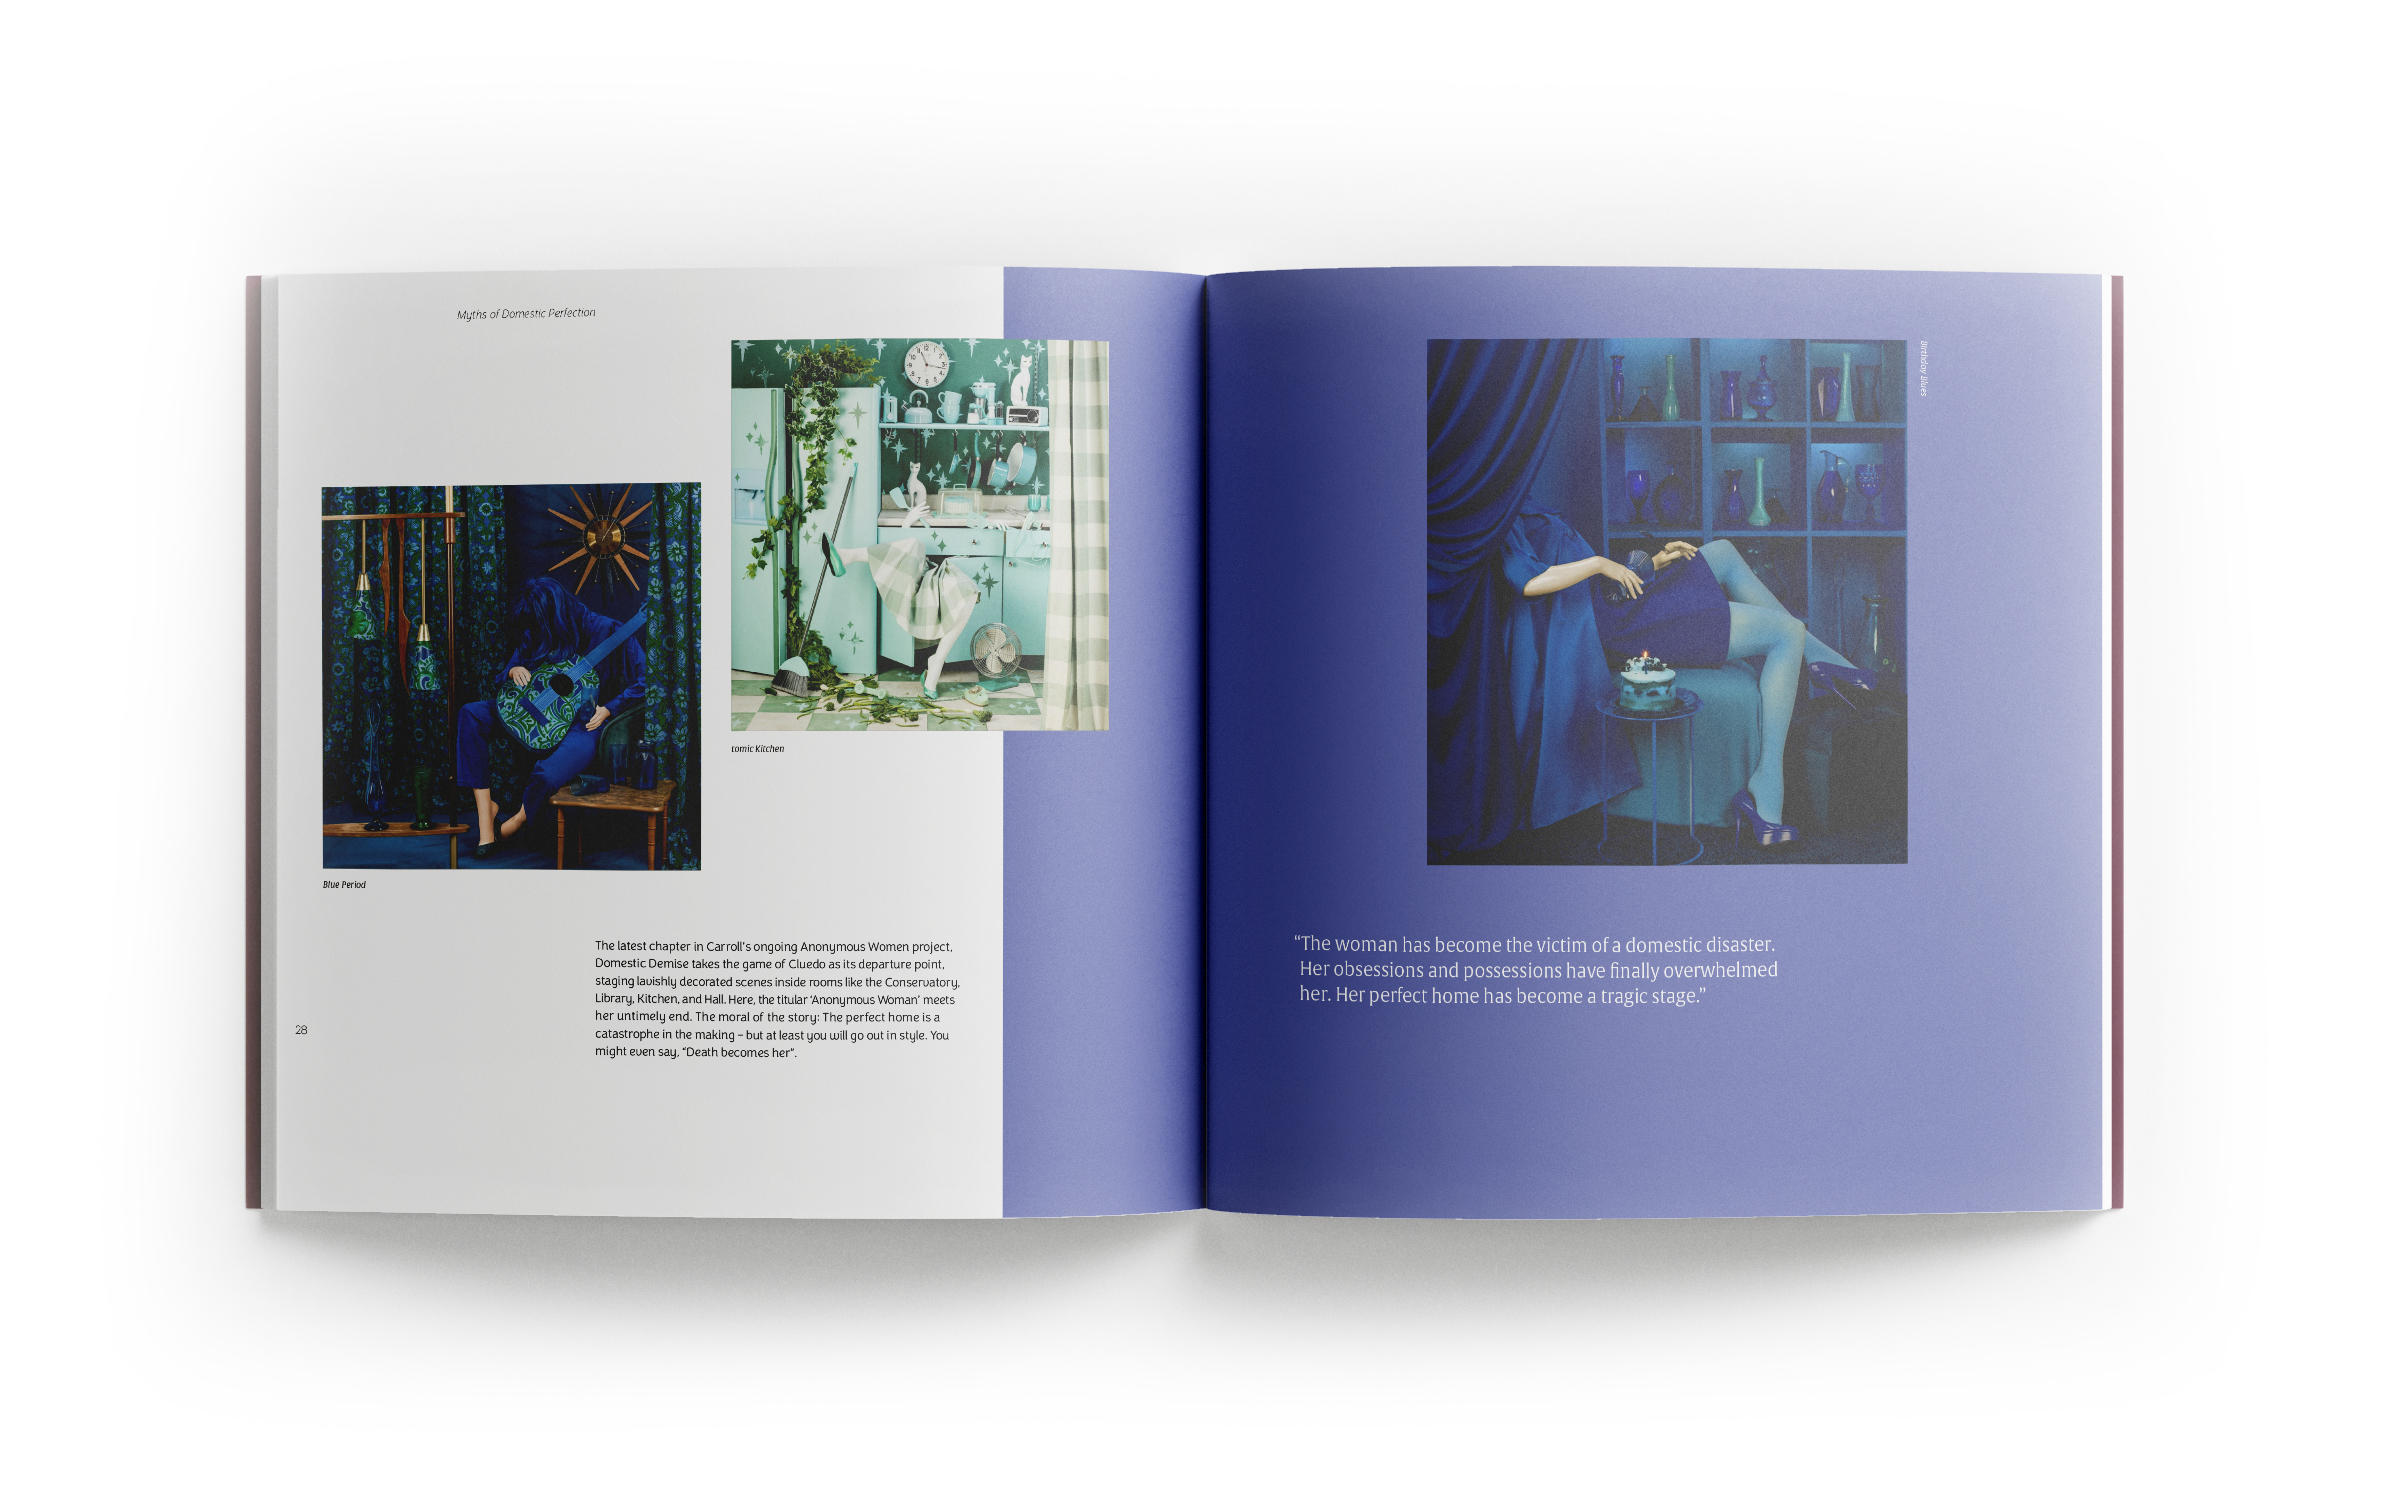 Myths of Domestic Perfection
tomic Kitchen
Blue Period
The latest chapter in Carroll's ongoing Anonymous Women project,
Domestic Demise takes the game of Cluedo as its departure point,
staging lavishly decorated scenes inside rooms like the Conservatory,
Library, Kitchen, and Hall. Here, the titular ‘Anonymous Woman’ meets
her untimely end. The moral of the story: The perfect home is a
catastrophe in the making – but at least you will go out in style. You
might even say, “Death becomes her”.
28
Birthday Blues
“The woman has become the victim of a domestic disaster.
Her obsessions and possessions have finally overwhelmed
her. Her perfect home has become a tragic stage.”